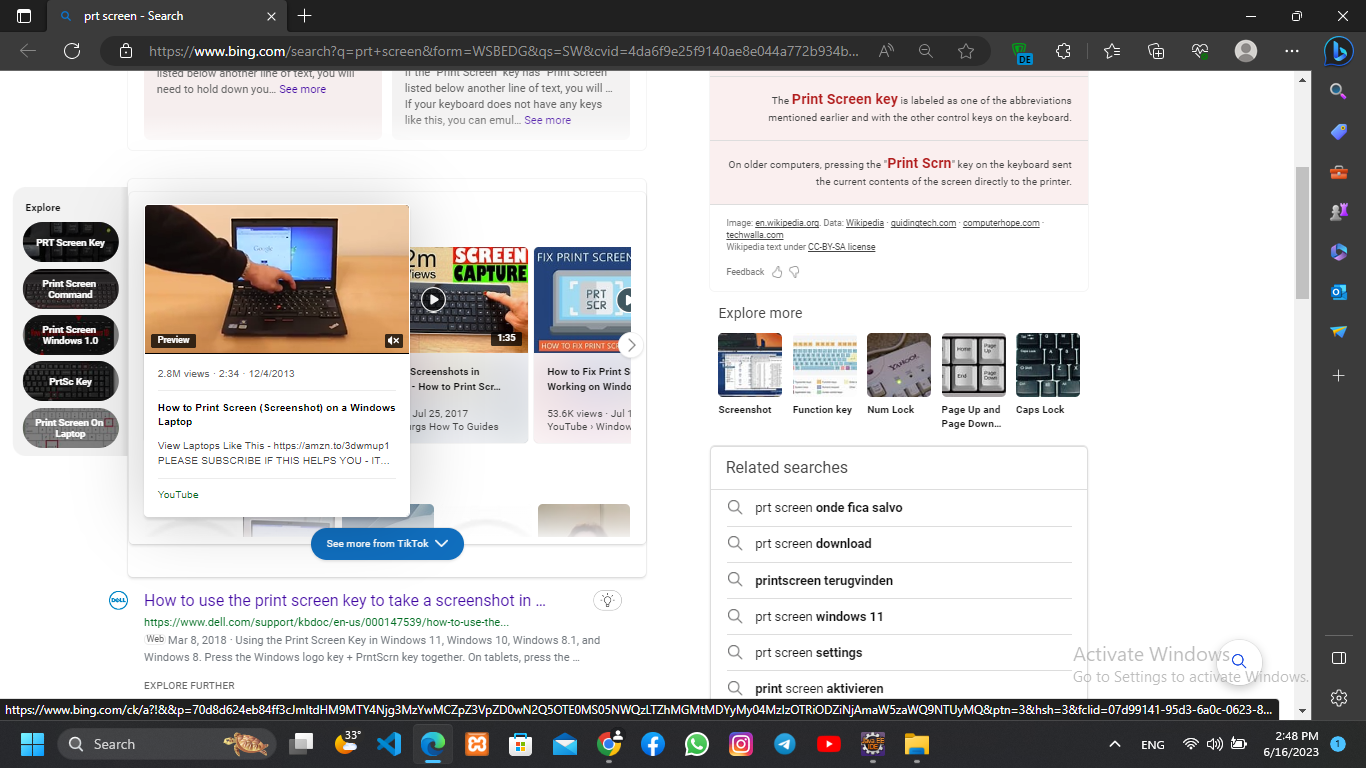 prt screen - Search
https://www.bing.com/search?q=prt+screen&form=WSBEDG&qs=SW&cvid=4da6f9e25f9140ae8e044a772b934b...
DE
listed below another line of text, you will
need to hold down you... See more
If the "Print Screen" key has "Print Screen"
listed below another line of text, you will ...
If your keyboard does not have any keys
like this, you can emul... See more
Explore
PRT Screen Key
Print Screen
Command
Print Screen
Windows 1.0
PrtSc Key
Print Screen On
Laptop
Preview
2.8M views · 2:34 · 12/4/2013
How to Print Screen (Screenshot) on a Windows
Laptop
View Laptops Like This - https://amzn.to/3dwmup1
PLEASE SUBSCRIBE IF THIS HELPS YOU - IT...
YouTube
2m
views
SCREEN
CAPTURE
1:35
Screenshots in
- How to Print Scr...
Jul 25, 2017
urgs How To Guides
FIX PRINT SCREEN
PRT
SCR
HOW TO FIX PRINT S
How to Fix Print S
Working on Windo
53.6K views · Jul 1
YouTube › Window
See more from TikTok
DELL
How to use the print screen key to take a screenshot in ...
https://www.dell.com/support/kbdoc/en-us/000147539/how-to-use-the...
Web Mar 8, 2018 · Using the Print Screen Key in Windows 11, Windows 10, Windows 8.1, and
Windows 8. Press the Windows logo key + PrntScrn key together. On tablets, press the ...
EXPLORE FURTHER
The Print Screen key is labeled as one of the abbreviations
mentioned earlier and with the other control keys on the keyboard.
On older computers, pressing the "Print Scrn" key on the keyboard sent
the current contents of the screen directly to the printer.
Image: en.wikipedia.org. Data: Wikipedia · guidingtech.com · computerhope.com ·
techwalla.com
Wikipedia text under CC-BY-SA license
Feedback
Explore more
Home
Page Up
End
Page Down
Caps Lock
Screenshot
Function key
Num Lock
Page Up and
Page Down...
Caps Lock
Related searches
prt screen onde fica salvo
prt screen download
printscreen terugvinden
prt screen windows 11
prt screen settings
print screen aktivieren
Activate Windows
Go to Settings to activate Windows.
https://www.bing.com/ck/a?!&&p=70d8d624eb84ff3cJmltdHM9MTY4Njg3MzYwMCZpZ3VpZD0wN2Q5OTE0MS05NWQzLTZhMGMtMDYyMy04MzIzOTRiODZiNjAmaW5zaWQ9NTUyMQ&ptn=3&hsh=3&fclid=07d99141-95d3-6a0c-0623-8...
Search
33°
ENG
2:48 PM
6/16/2023
1